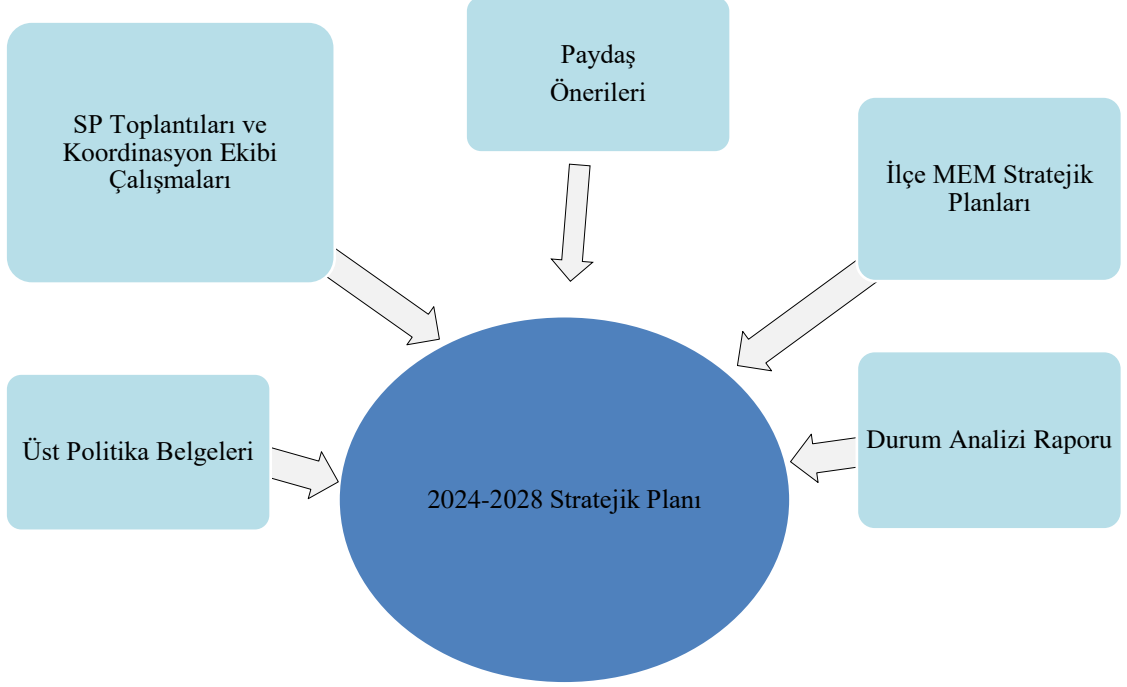 Paydaş
Önerileri
SP Toplantıları ve
Koordinasyon Ekibi
Çalışmaları
İlçe MEM Stratejik
Planları
Üst Politika Belgeleri
Durum Analizi Raporu
2024-2028 Stratejik Planı